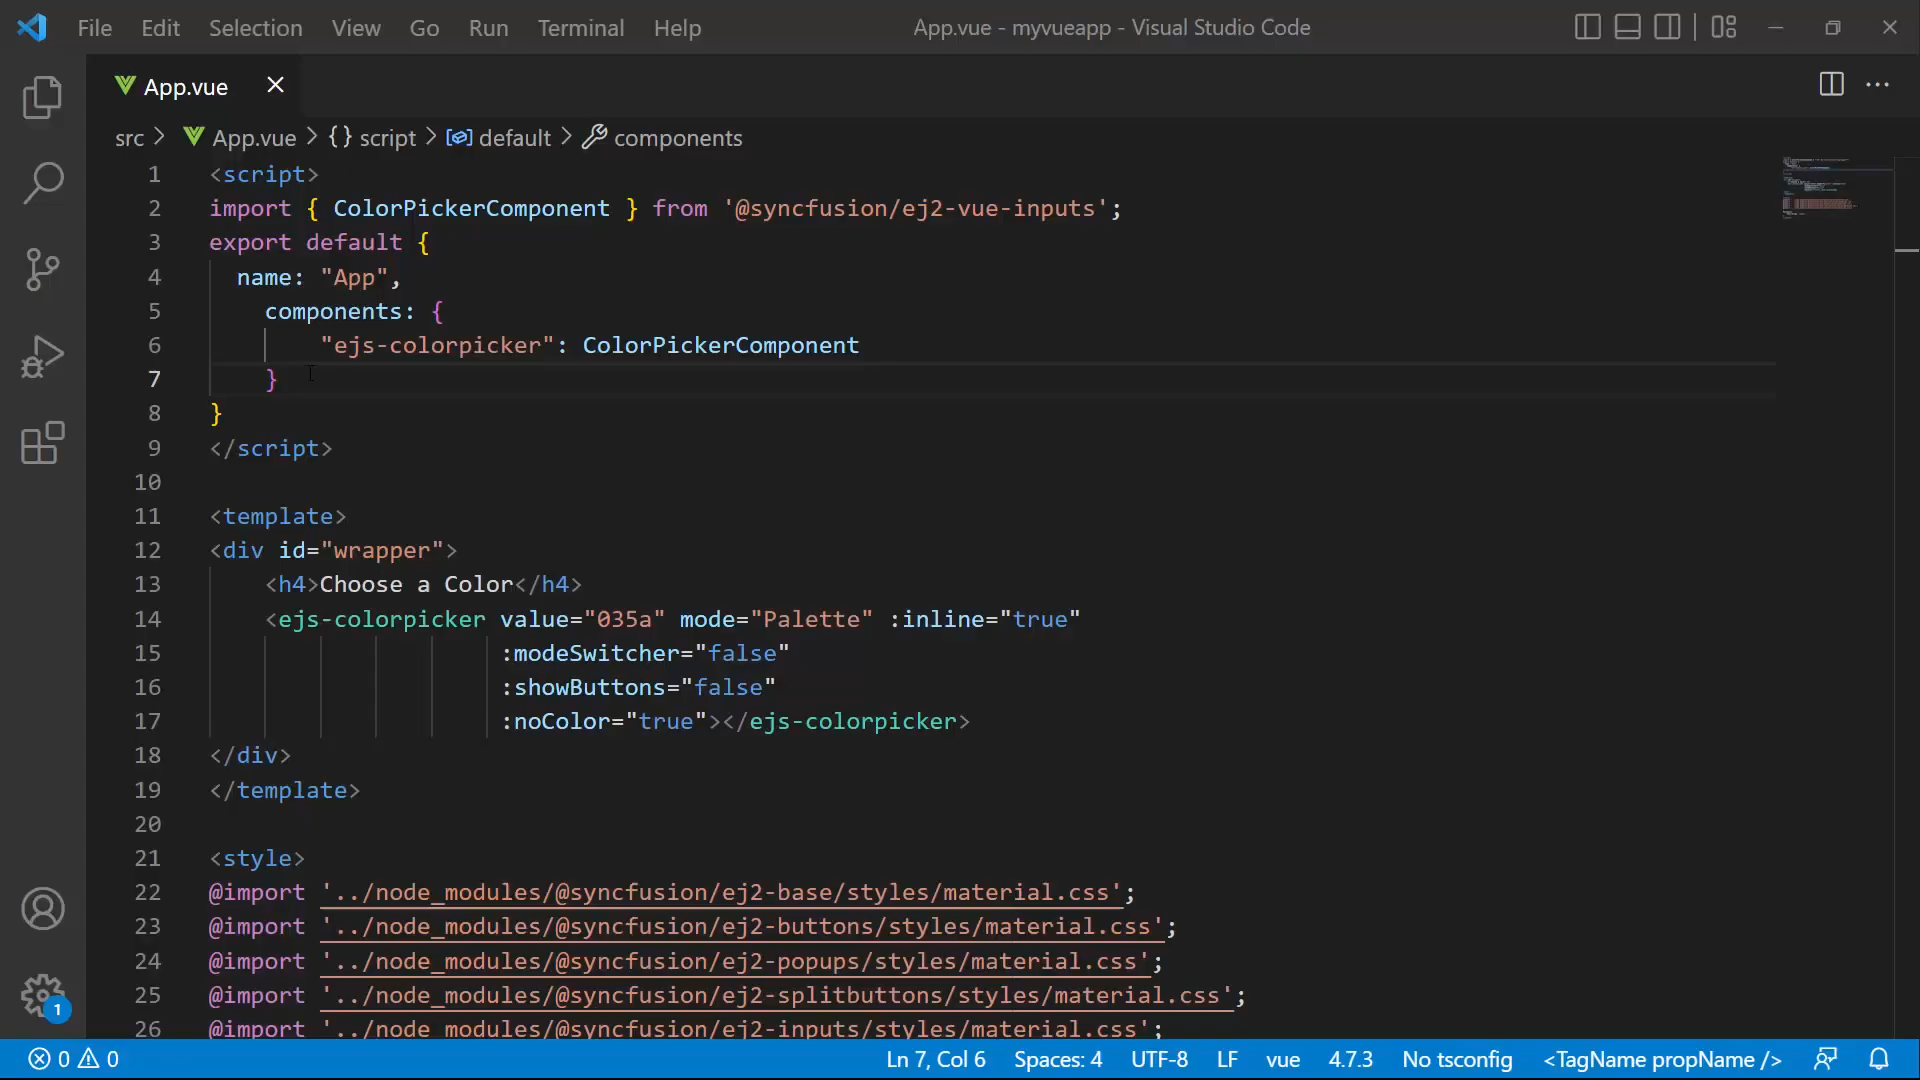 File Edit Selection View Go Run Terminal Help App.vue - myvueapp - Visual Studio Code
App.vue
src > App.vue > {} script > default > components
1 <script>
2 import { ColorPickerComponent } from '@syncfusion/ej2-vue-inputs';
3 export default {
4 name: "App",
5 components: {
6 "ejs-colorpicker": ColorPickerComponent
7 }
8 }
9 </script>
10
11 <template>
12 <div id="wrapper">
13 <h4>Choose a Color</h4>
14 <ejs-colorpicker value="035a" mode="Palette" :inline="true"
15 :modeSwitcher="false"
16 :showButtons="false"
17 :noColor="true"></ejs-colorpicker>
18 </div>
19 </template>
20
21 <style>
22 @import '../node_modules/@syncfusion/ej2-base/styles/material.css';
23 @import '../node_modules/@syncfusion/ej2-buttons/styles/material.css';
24 @import '../node_modules/@syncfusion/ej2-popups/styles/material.css';
25 @import '../node_modules/@syncfusion/ej2-splitbuttons/styles/material.css';
26 @import '../node_modules/@syncfusion/ej2-inputs/styles/material.css';
1
0 0 Ln 7, Col 6 Spaces: 4 UTF-8 LF vue 4.7.3 No tsconfig <TagName propName />